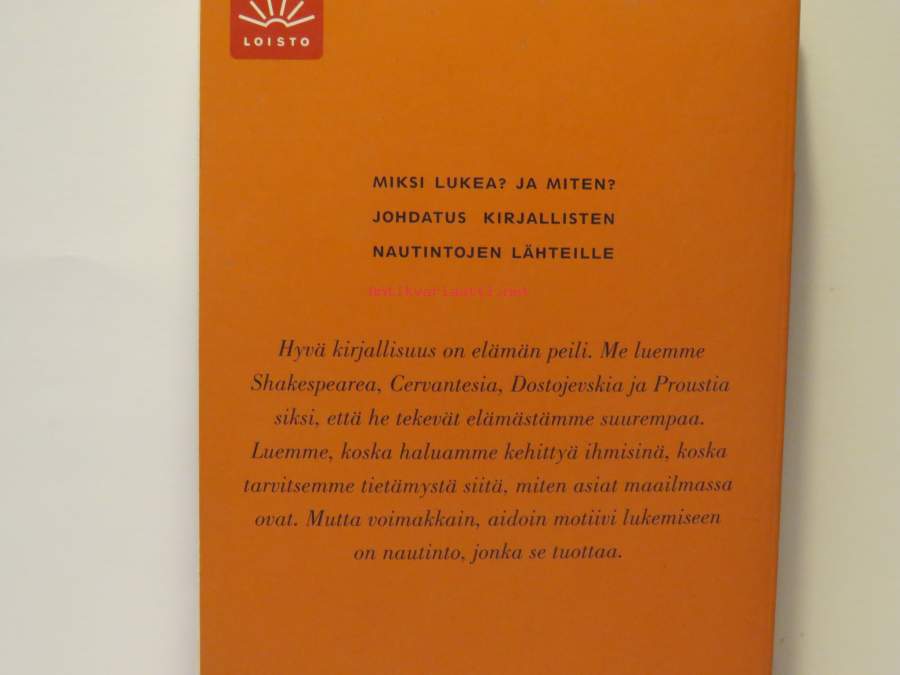 LOISTO
MIKSI LUKEA? JA MITEN?
JOHDATUS KIRJALLISTEN
NAUTINTOJEN LÄHTEILLE
antikvariaatti.net
Hyvä kirjallisuus on elämän peili. Me luemme
Shakespearea, Cervantesia, Dostojevskia ja Proustia
siksi, että he tekevät elämästämme suurempaa.
Luemme, koska haluamme kehittyä ihmisinä, koska
tarvitsemme tietämystä siitä, miten asiat maailmassa
ovat. Mutta voimakkain, aidoin motiivi lukemiseen
on nautinto, jonka se tuottaa.